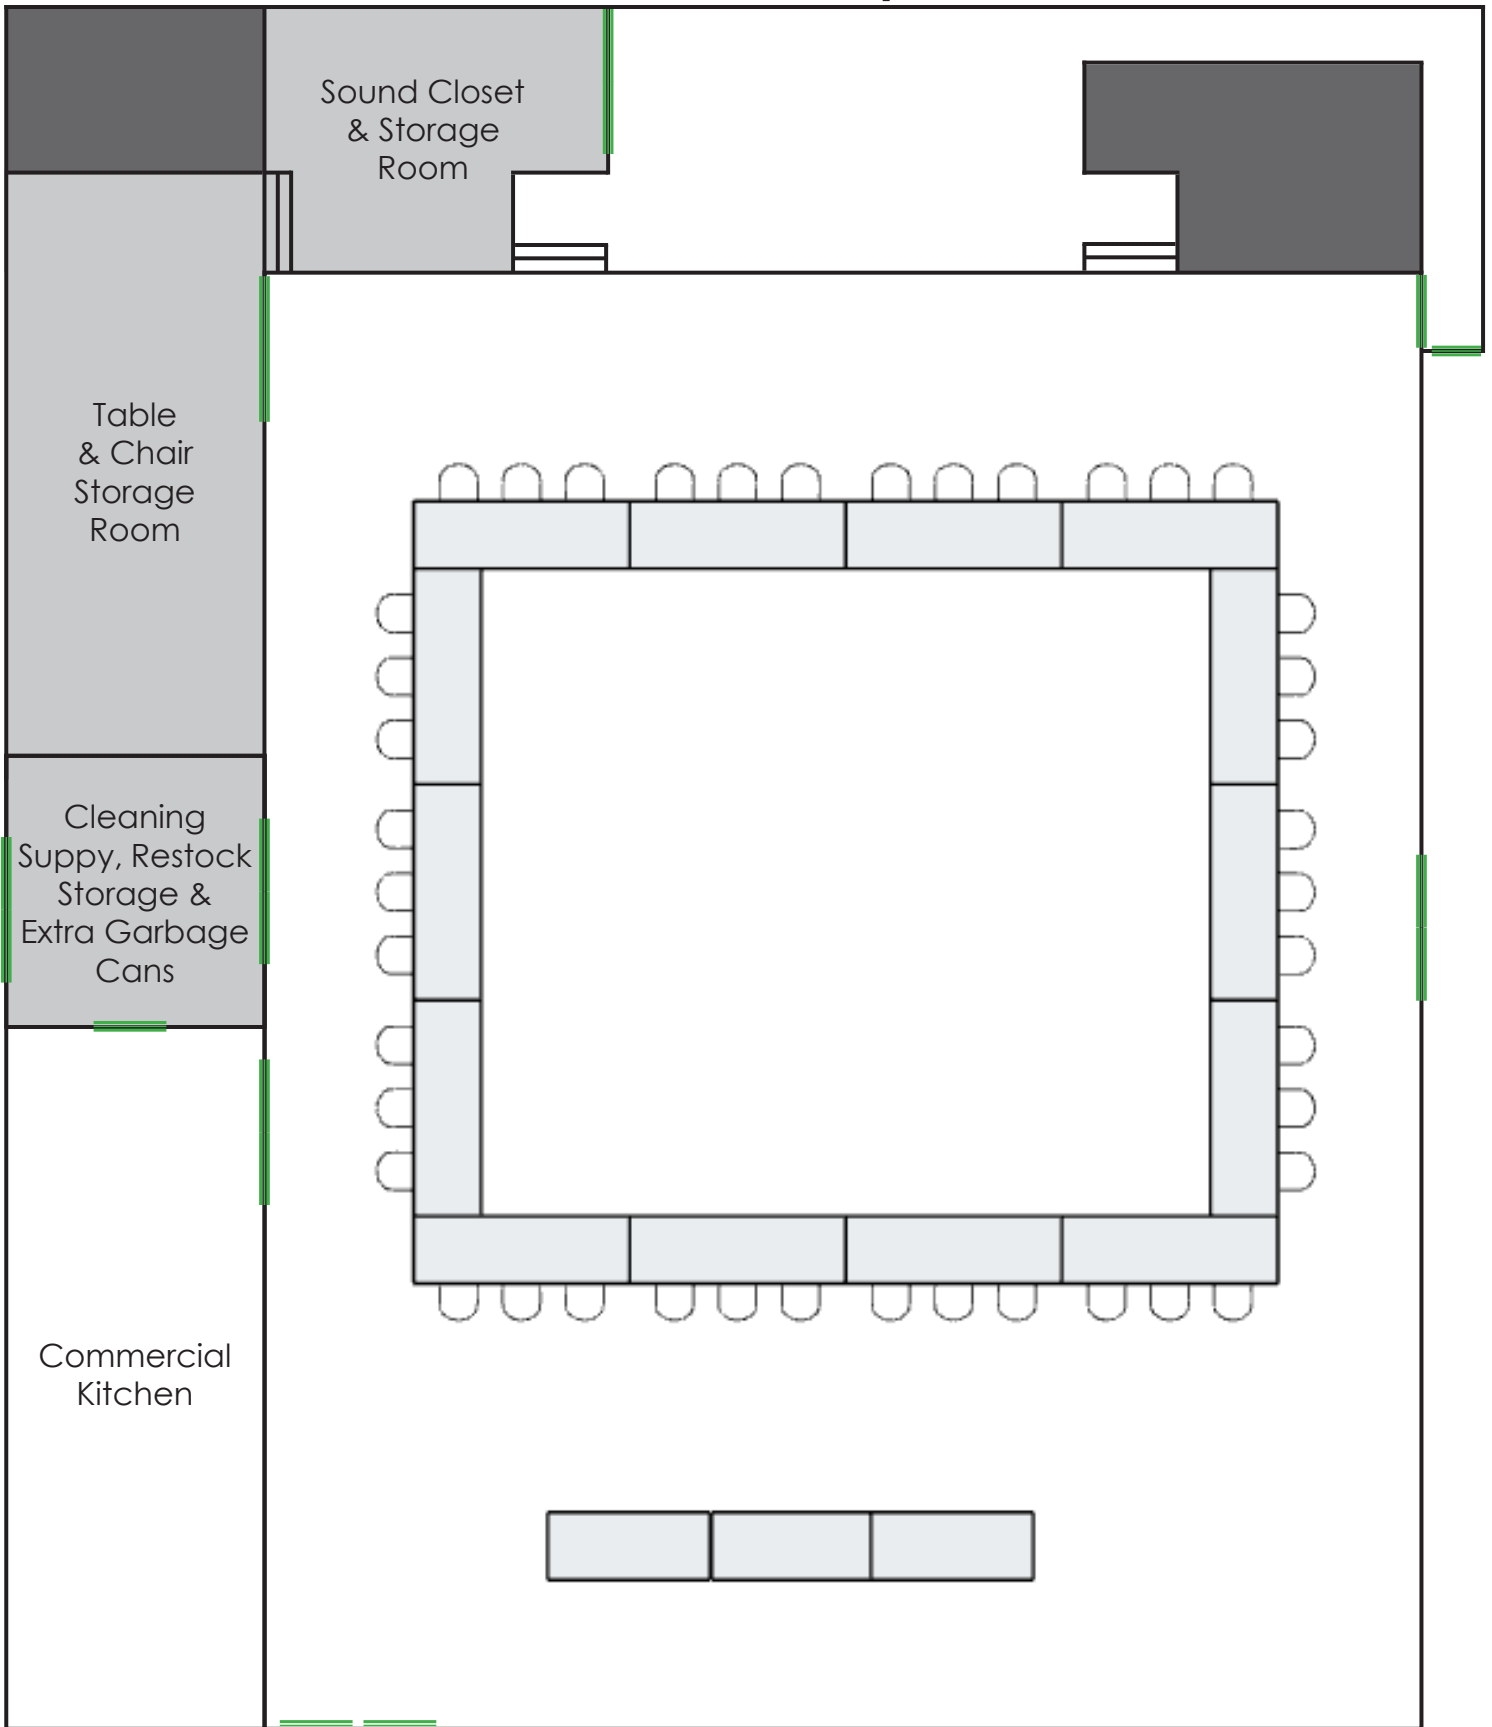 Sound Closet
& Storage
Room
Table
& Chair
Storage
Room
Cleaning
Suppy, Restock
Storage &
Extra Garbage
Cans
Commercial
Kitchen